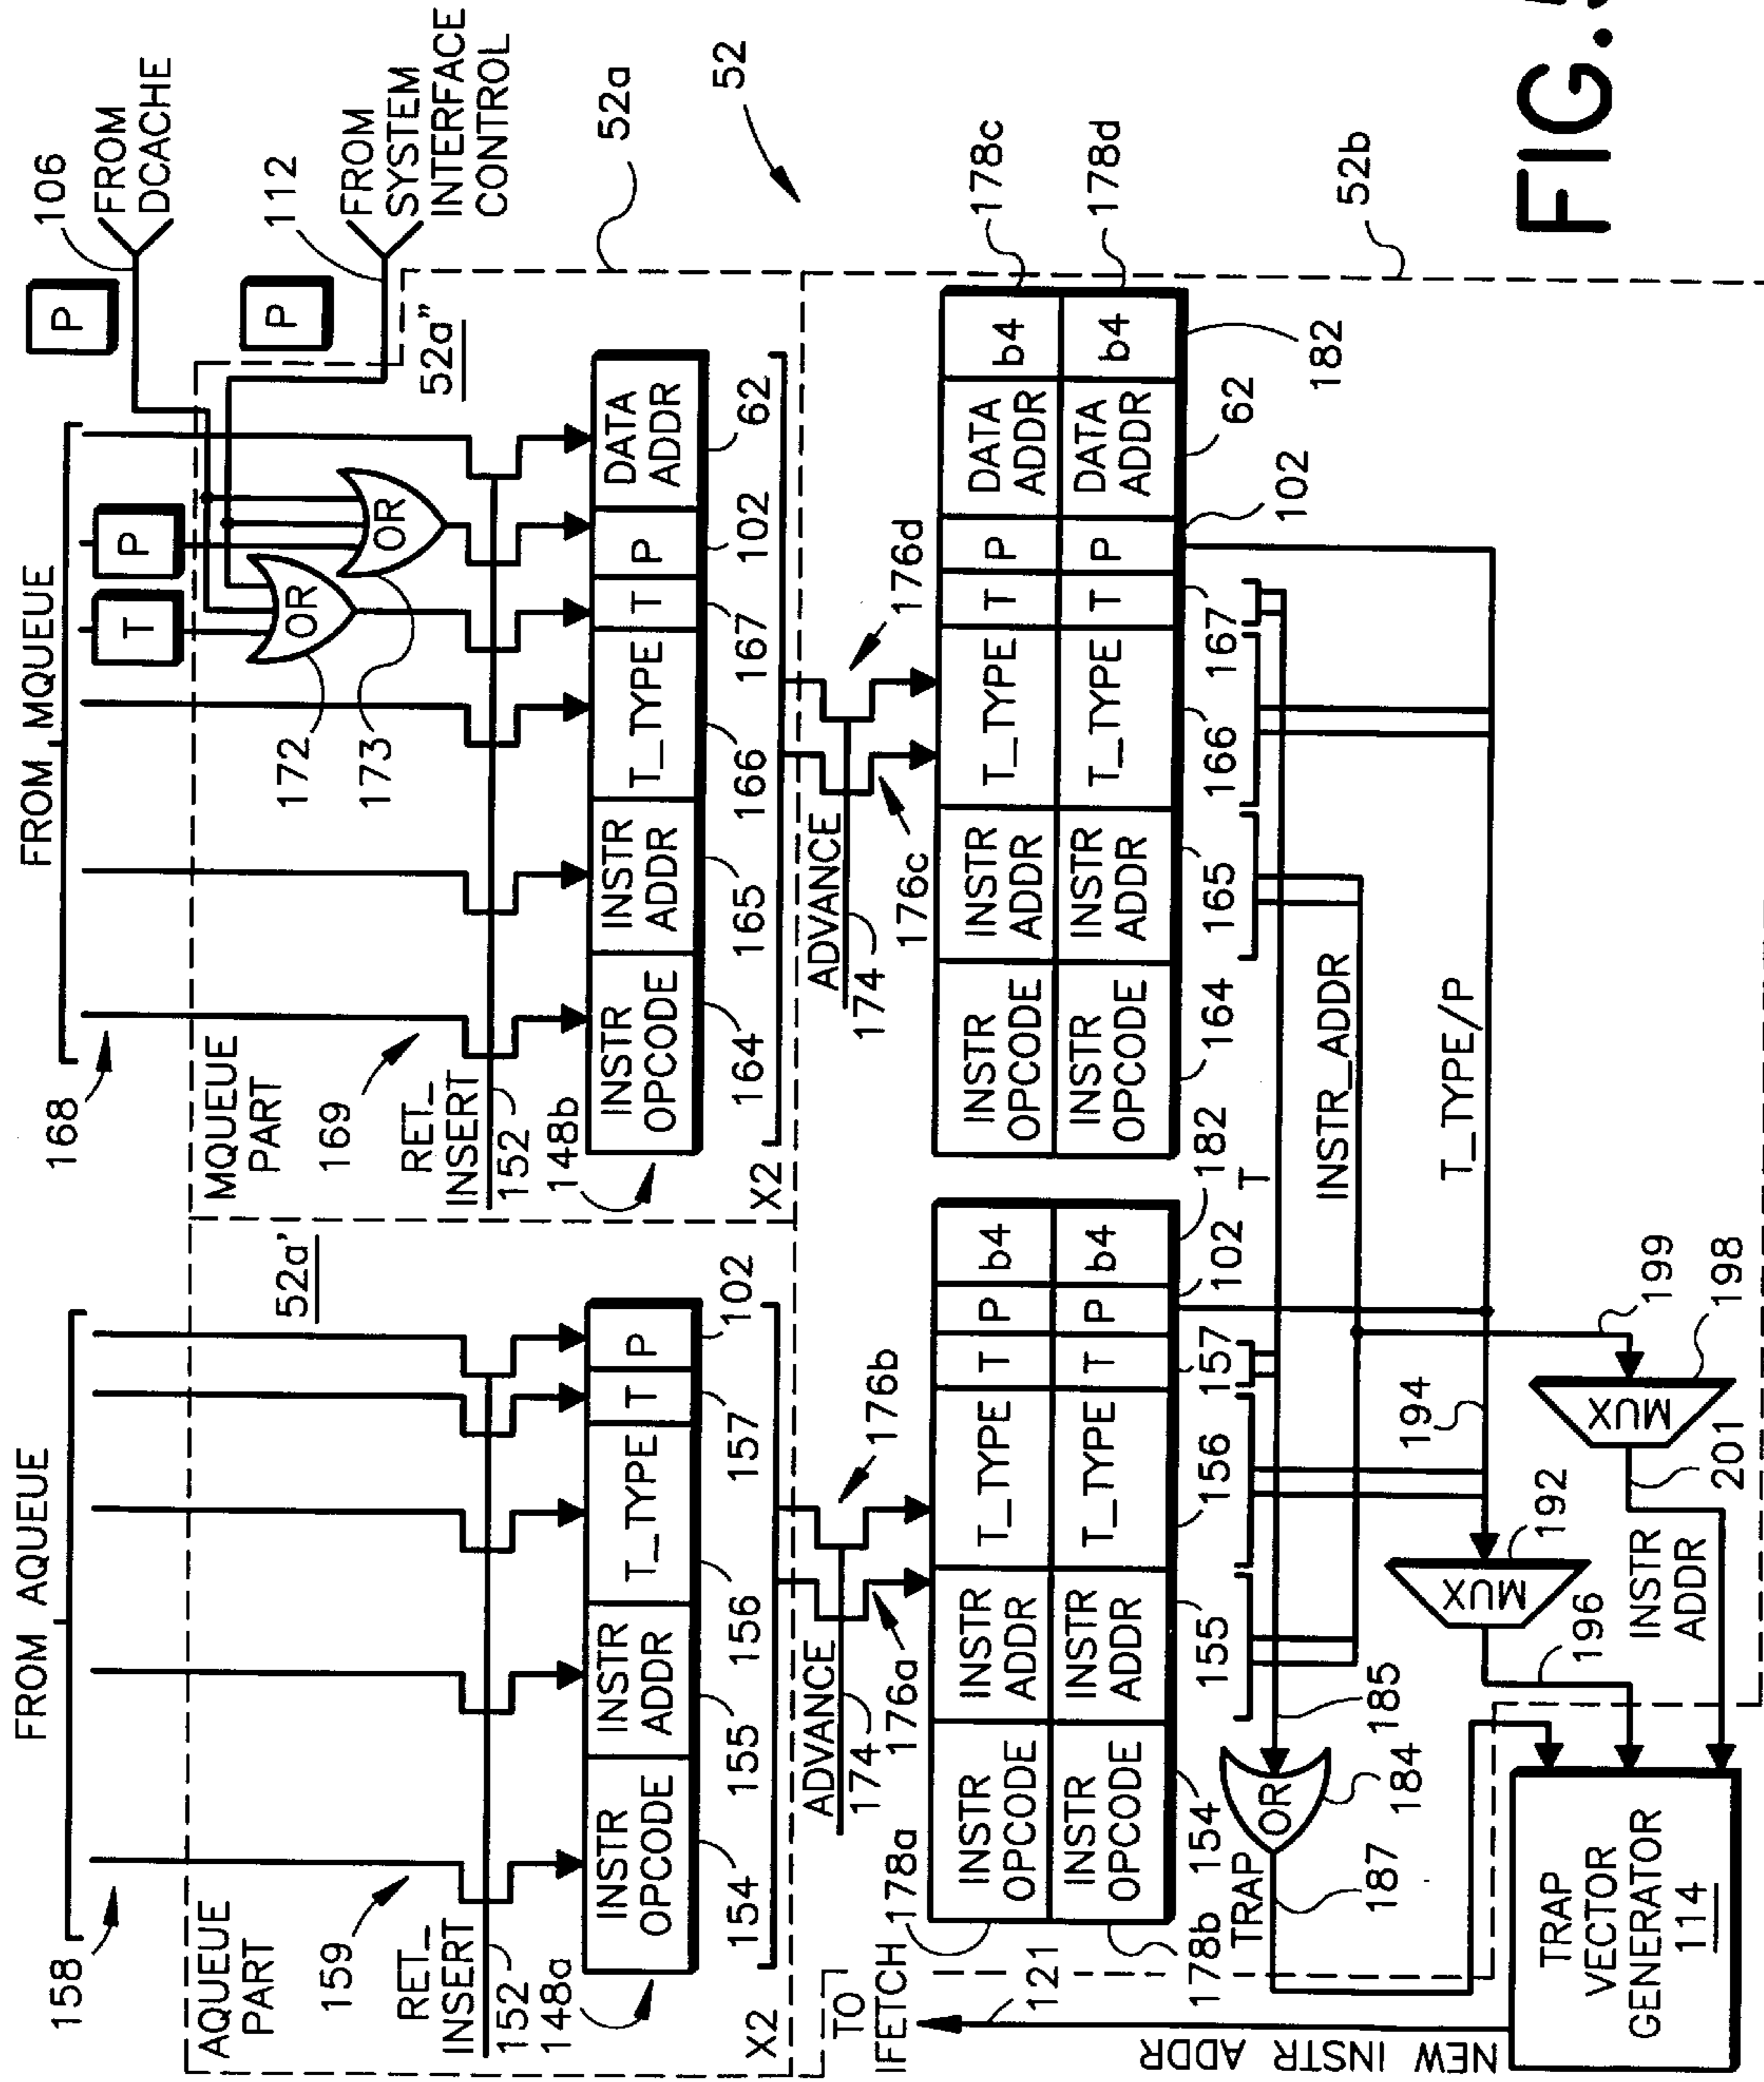 FROM AQUEUE
158
AQUEUE
PART
52a'
159
RET_
INSERT
152
148a
INSTR
OPCODE
INSTR
ADDR
T_TYPE
T
P
154
155
156
157
102
X2
FROM MQUEUE
168
T
P
P
106
FROM
DCACHE
P
112
FROM
SYSTEM
INTERFACE
CONTROL
MQUEUE
PART
52a"
52a
52
169
172
OR
173
OR
RET_
INSERT
152
148b
INSTR
OPCODE
INSTR
ADDR
T_TYPE
T
P
DATA
ADDR
164
165
166
167
102
62
X2
ADVANCE
174
176a
176b
ADVANCE
174
176c
176d
TO
IFETCH
121
178a
INSTR
OPCODE
INSTR
ADDR
T_TYPE
T
P
b4
INSTR
OPCODE
INSTR
ADDR
T_TYPE
T
P
b4
178b
154
155
156
157
102
182
INSTR
OPCODE
INSTR
ADDR
T_TYPE
T
P
DATA
ADDR
b4
178c
INSTR
OPCODE
INSTR
ADDR
T_TYPE
T
P
DATA
ADDR
b4
178d
164
165
166
167
102
62
182
52b
TRAP
OR
184
185
187
T
INSTR_ADDR
T_TYPE/P
194
MUX
192
196
199
MUX
198
201
INSTR
ADDR
NEW INSTR ADDR
TRAP
VECTOR
GENERATOR
114
FIG.